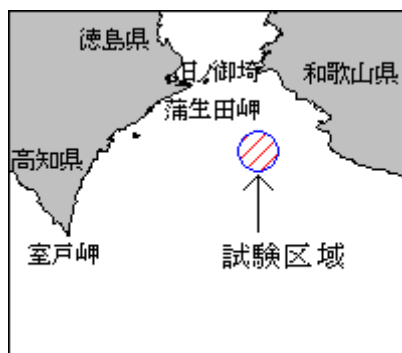 徳島県
日ノ御埼
和歌山県
蒲生田岬
高知県
室戸岬
試験区域